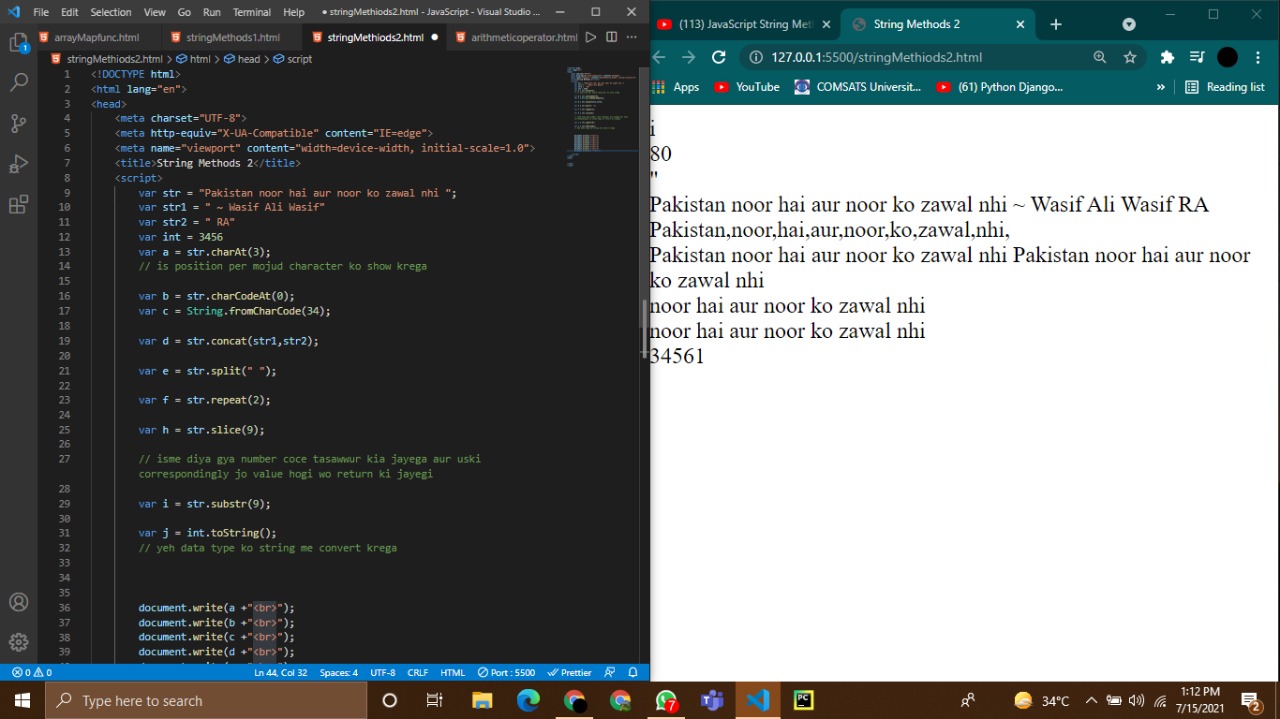 File Edit Selection View Go Run Terminal Help ● stringMethiods2.html - JavaScript - Visual Studio ...
arrayMapfunc.html stringMethods1.html stringMethiods2.html ● arithmeticoperator.html
stringMethiods2.html > html > head > script
1 <!DOCTYPE html>
2 <html lang="en">
3 <head>
4 <meta charset="UTF-8">
5 <meta http-equiv="X-UA-Compatible" content="IE=edge">
6 <meta name="viewport" content="width=device-width, initial-scale=1.0">
7 <title>String Methods 2</title>
8 <script>
9 var str = "Pakistan noor hai aur noor ko zawal nhi ";
10 var str1 = " ~ Wasif Ali Wasif"
11 var str2 = " RA"
12 var int = 3456
13 var a = str.charAt(3);
14 // is position per mojud character ko show krega
15
16 var b = str.charCodeAt(0);
17 var c = String.fromCharCode(34);
18
19 var d = str.concat(str1,str2);
20
21 var e = str.split(" ");
22
23 var f = str.repeat(2);
24
25 var h = str.slice(9);
26
27 // isme diya gya number coce tasawwur kia jayega aur uski
correspondingly jo value hogi wo return ki jayegi
28
29 var i = str.substr(9);
30
31 var j = int.toString();
32 // yeh data type ko string me convert krega
33
34
35
36 document.write(a +"<br>");
37 document.write(b +"<br>");
38 document.write(c +"<br>");
39 document.write(d +"<br>");
0 0 Ln 44, Col 32 Spaces: 4 UTF-8 CRLF HTML Port : 5500 Prettier
(113) JavaScript String Met String Methods 2
127.0.0.1:5500/stringMethiods2.html
Apps YouTube COMSATS Universit... (61) Python Django... » Reading list
i
80
"
Pakistan noor hai aur noor ko zawal nhi ~ Wasif Ali Wasif RA
Pakistan,noor,hai,aur,noor,ko,zawal,nhi,
Pakistan noor hai aur noor ko zawal nhi Pakistan noor hai aur noor
ko zawal nhi
noor hai aur noor ko zawal nhi
noor hai aur noor ko zawal nhi
34561
Type here to search
7
PC
34°C
1:12 PM
7/15/2021
2